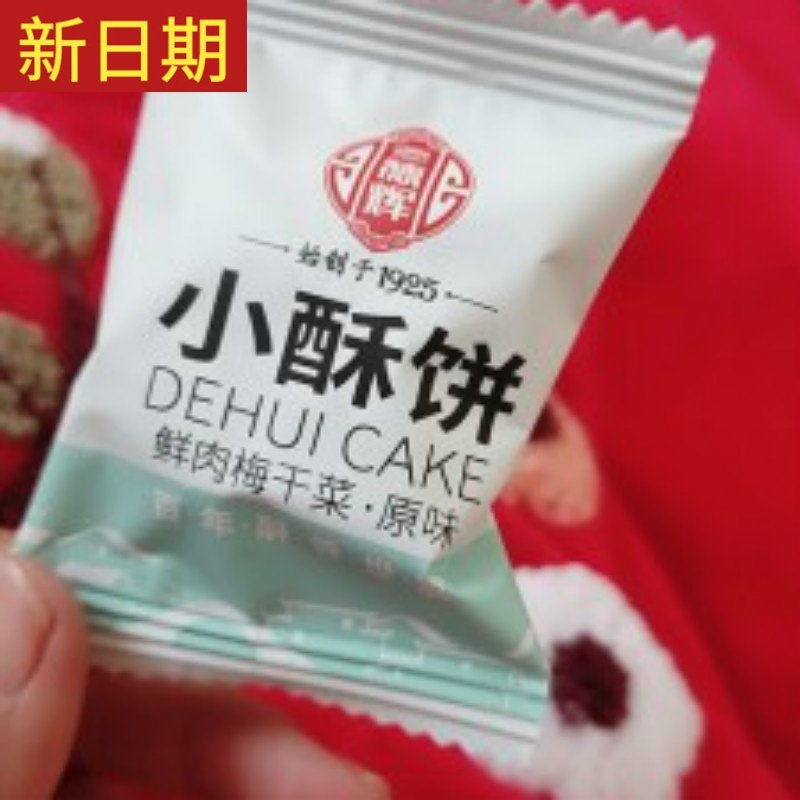 新日期
辉
始创于1925
小酥饼
DEHUI CAKE
鲜肉梅干菜·原味